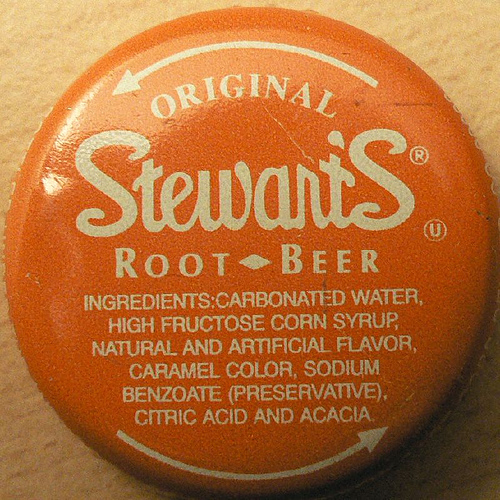 ORIGINAL
Stewart's ®
Ⓤ
ROOT BEER
INGREDIENTS:CARBONATED WATER,
HIGH FRUCTOSE CORN SYRUP,
NATURAL AND ARTIFICIAL FLAVOR,
CARAMEL COLOR, SODIUM
BENZOATE (PRESERVATIVE),
CITRIC ACID AND ACACIA